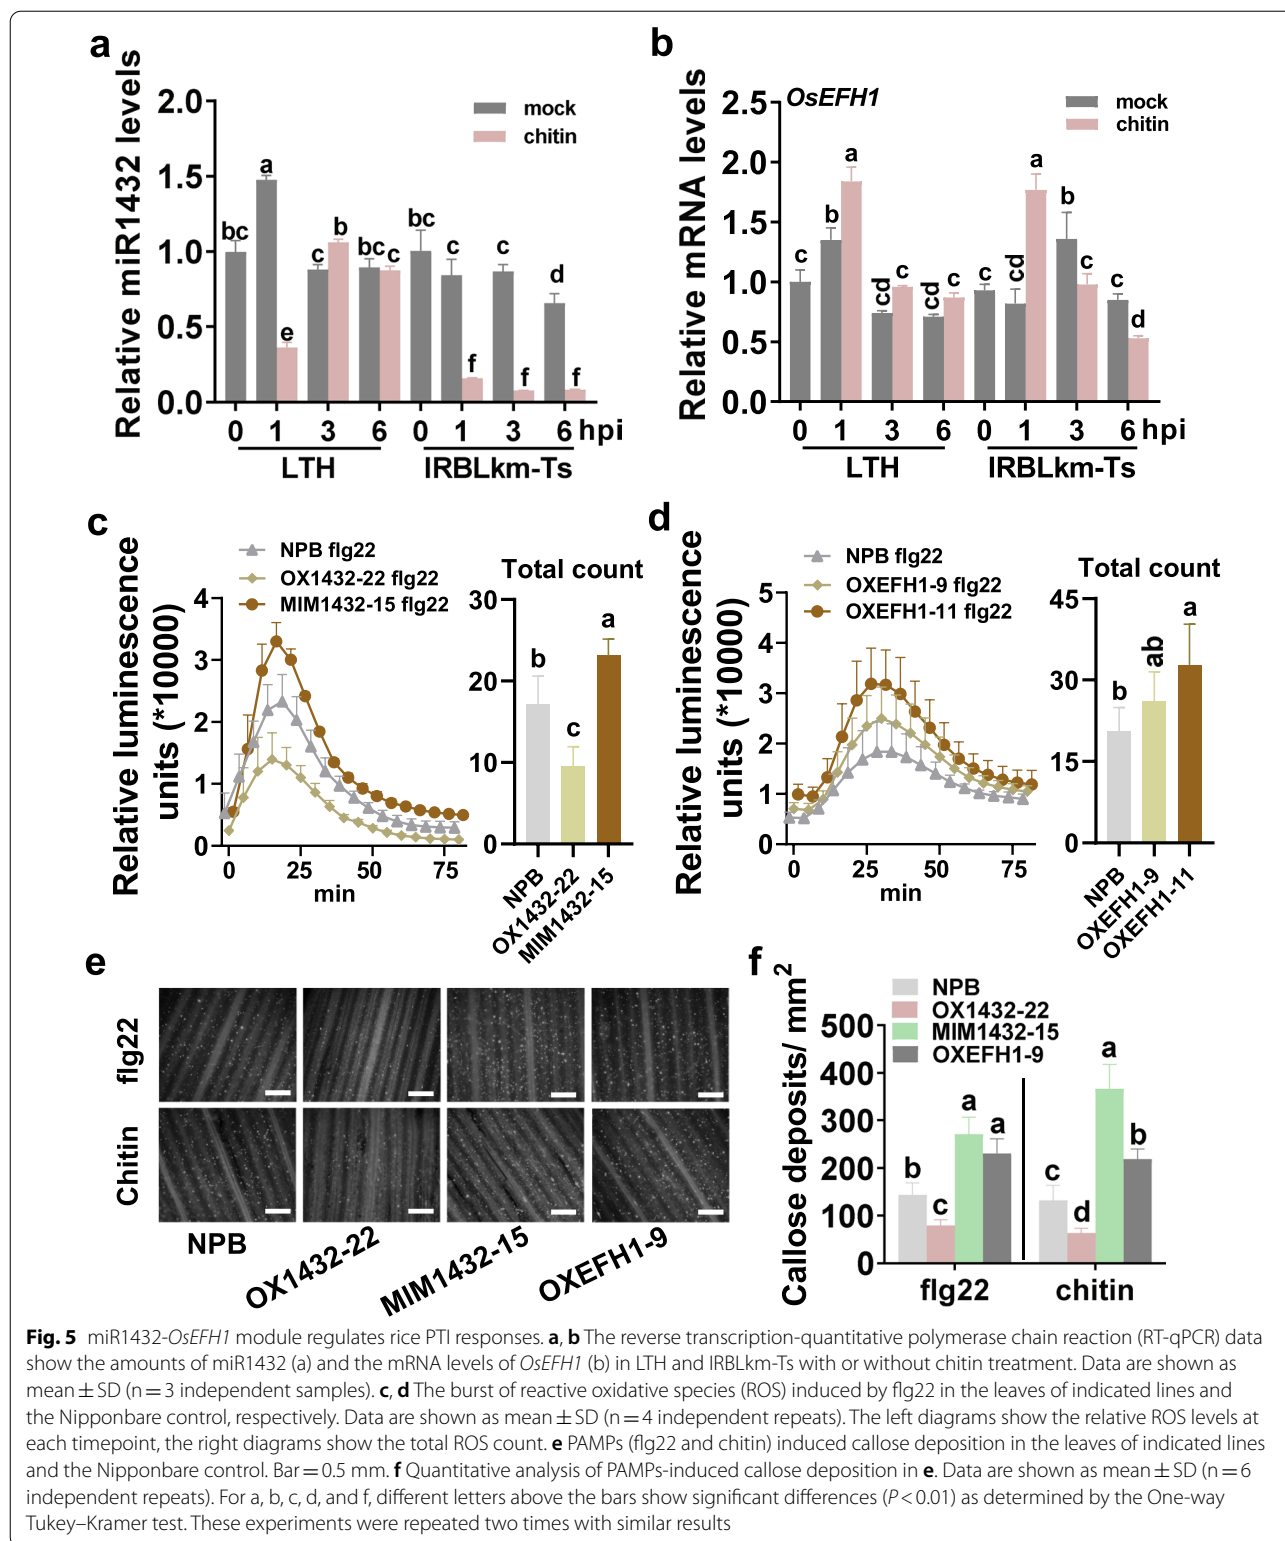 a
Relative miR1432 levels
2.0
1.5
1.0
0.5
0.0
mock
chitin
bc
a
e
c
b
bc
c
bc
c
f
c
f
d
f
0 1 3 6 0 1 3 6 hpi
LTH IRBLkm-Ts
b
Relative mRNA levels
OsEFH1
2.5
2.0
1.5
1.0
0.5
0.0
mock
chitin
c
b
a
cd
c
cd
c
c
cd
a
b
c
c
d
0 1 3 6 0 1 3 6 hpi
LTH IRBLkm-Ts
c
Relative luminescence
units (*10000)
NPB flg22
OX1432-22 flg22
MIM1432-15 flg22
4
3
2
1
0
0 25 50 75
min
Total count
30
20
10
0
b
c
a
NPB
OX1432-22
MIM1432-15
d
Relative luminescence
units (*10000)
NPB flg22
OXEFH1-9 flg22
OXEFH1-11 flg22
5
4
3
2
1
0
0 25 50 75
min
Total count
45
30
15
0
b
ab
a
NPB
OXEFH1-9
OXEFH1-11
e
flg22
Chitin
NPB
OX1432-22
MIM1432-15
OXEFH1-9
f
Callose deposits/ mm2
NPB
OX1432-22
MIM1432-15
OXEFH1-9
500
400
300
200
100
0
b
c
a
a
c
d
a
b
flg22 chitin
Fig. 5 miR1432-OsEFH1 module regulates rice PTI responses. a, b The reverse transcription-quantitative polymerase chain reaction (RT-qPCR) data
show the amounts of miR1432 (a) and the mRNA levels of OsEFH1 (b) in LTH and IRBLkm-Ts with or without chitin treatment. Data are shown as
mean ± SD (n = 3 independent samples). c, d The burst of reactive oxidative species (ROS) induced by flg22 in the leaves of indicated lines and
the Nipponbare control, respectively. Data are shown as mean ± SD (n = 4 independent repeats). The left diagrams show the relative ROS levels at
each timepoint, the right diagrams show the total ROS count. e PAMPs (flg22 and chitin) induced callose deposition in the leaves of indicated lines
and the Nipponbare control. Bar = 0.5 mm. f Quantitative analysis of PAMPs-induced callose deposition in e. Data are shown as mean ± SD (n = 6
independent repeats). For a, b, c, d, and f, different letters above the bars show significant differences (P < 0.01) as determined by the One-way
Tukey–Kramer test. These experiments were repeated two times with similar results